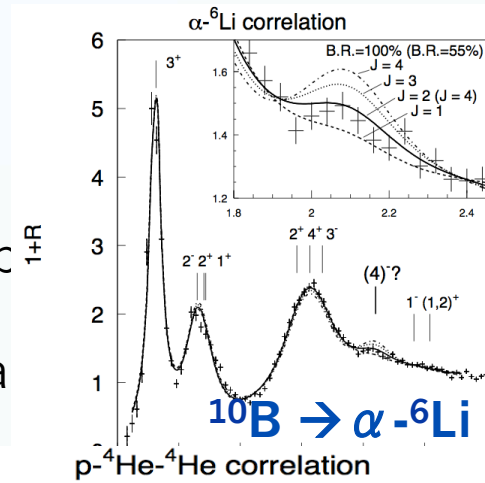 α-⁶Li correlation
6
5
4
3
2
1
1+R
3⁺
2⁻ 2⁺ 1⁺
2⁺ 4⁺ 3⁻
(4)⁻?
1⁻ (1,2)⁺
B.R.=100% (B.R.=55%)
J = 4
J = 3
J = 2 (J = 4)
J = 1
1.6
1.4
1.2
1.8 2 2.2 2.4
¹⁰B → α-⁶Li
p-⁴He-⁴He correlation